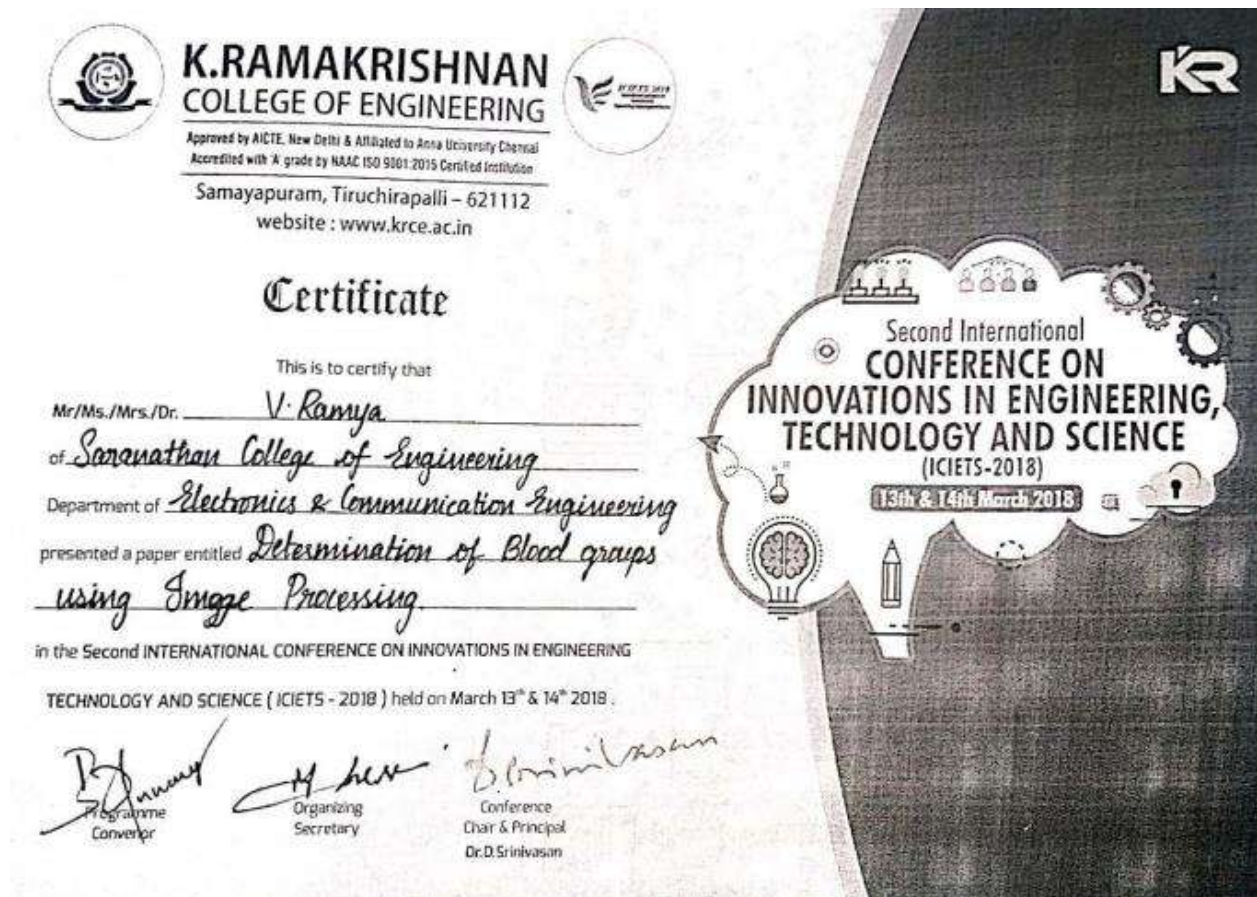 K.RAMAKRISHNAN
COLLEGE OF ENGINEERING
Approved by AICTE, New Delhi & Affiliated to Anna University Chennai
Accredited with 'A' grade by NAAC ISO 9001:2015 Certified Institution
Samayapuram, Tiruchirapalli – 621112
website : www.krce.ac.in
Certificate
This is to certify that
Mr/Ms./Mrs./Dr. V. Ramya
of Saranathan College of Engineering
Department of Electronics & Communication Engineering
presented a paper entitled Determination of Blood groups
using Image Processing.
in the Second INTERNATIONAL CONFERENCE ON INNOVATIONS IN ENGINEERING
TECHNOLOGY AND SCIENCE ( ICIETS - 2018 ) held on March 13th & 14th 2018 .
Programme
Convenor
Organizing
Secretary
D. Srinivasan
Conference
Chair & Principal
Dr.D.Srinivasan
KR
Second International
CONFERENCE ON
INNOVATIONS IN ENGINEERING,
TECHNOLOGY AND SCIENCE
(ICIETS-2018)
13th & 14th March 2018